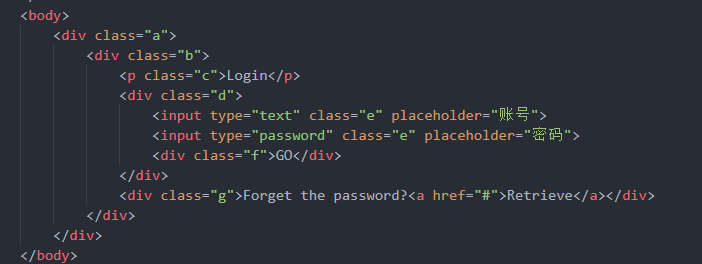 <body>
<div class="a">
<div class="b">
<p class="c">Login</p>
<div class="d">
<input type="text" class="e" placeholder="账号">
<input type="password" class="e" placeholder="密码">
<div class="f">GO</div>
</div>
<div class="g">Forget the password?<a href="#">Retrieve</a></div>
</div>
</div>
</body>